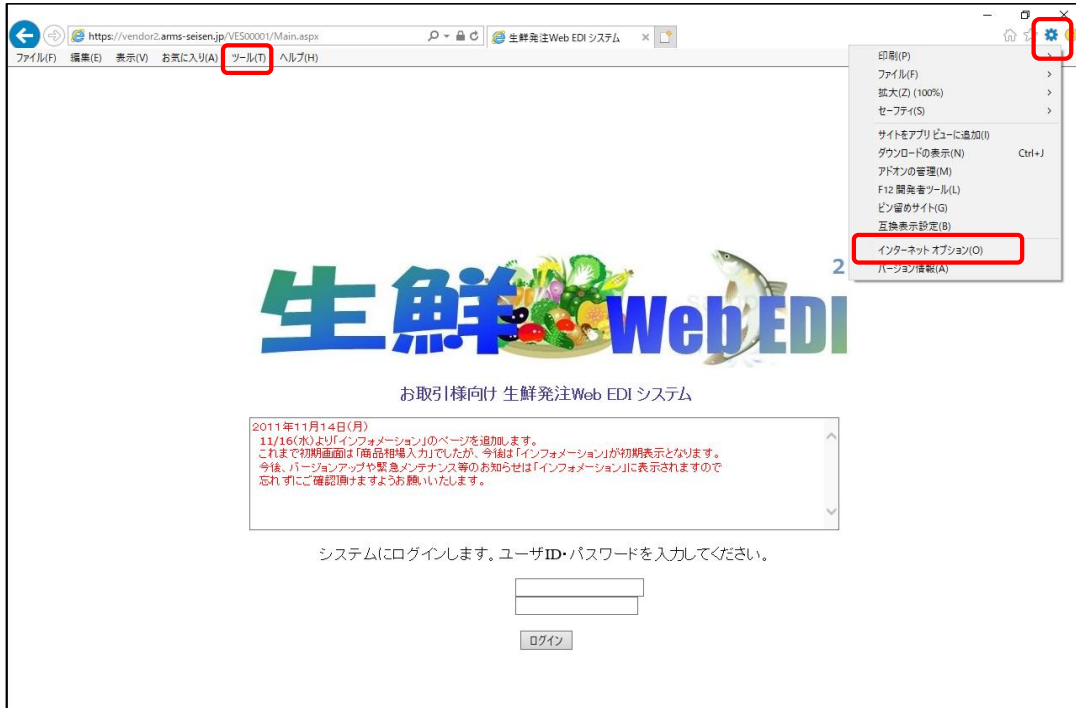 https://vendor2.arms-seisen.jp/VES00001/Main.aspx
生鮮発注Web EDI システム
ファイル(F) 編集(E) 表示(V) お気に入り(A) ツール(T) ヘルプ(H)
印刷(P)
ファイル(F)
拡大(Z) (100%)
セーフティ(S)
サイトをアプリ ビューに追加(I)
ダウンロードの表示(N) Ctrl+J
アドオンの管理(M)
F12 開発者ツール(L)
ピン留めサイト(G)
互換表示設定(B)
インターネット オプション(O)
バージョン情報(A)
2
生鮮 Web EDI
お取引様向け 生鮮発注Web EDI システム
2011年11月14日(月)
11/16(水)より「インフォメーション」のページを追加します。
これまで初期画面は「商品相場入力」でしたが、今後は「インフォメーション」が初期表示となります。
今後、バージョンアップや緊急メンテナンス等のお知らせは「インフォメーション」に表示されますので
忘れずにご確認頂けますようお願いいたします。
システムにログインします。ユーザID・パスワードを入力してください。
ログイン